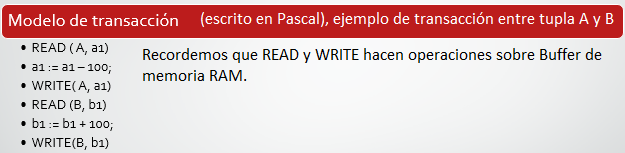 Modelo de transacción (escrito en Pascal), ejemplo de transacción entre tupla A y B
• READ ( A, a1)
• a1 := a1 – 100;
• WRITE( A, a1)
• READ (B, b1)
• b1 := b1 + 100;
• WRITE(B, b1)
Recordemos que READ y WRITE hacen operaciones sobre Buffer de
memoria RAM.